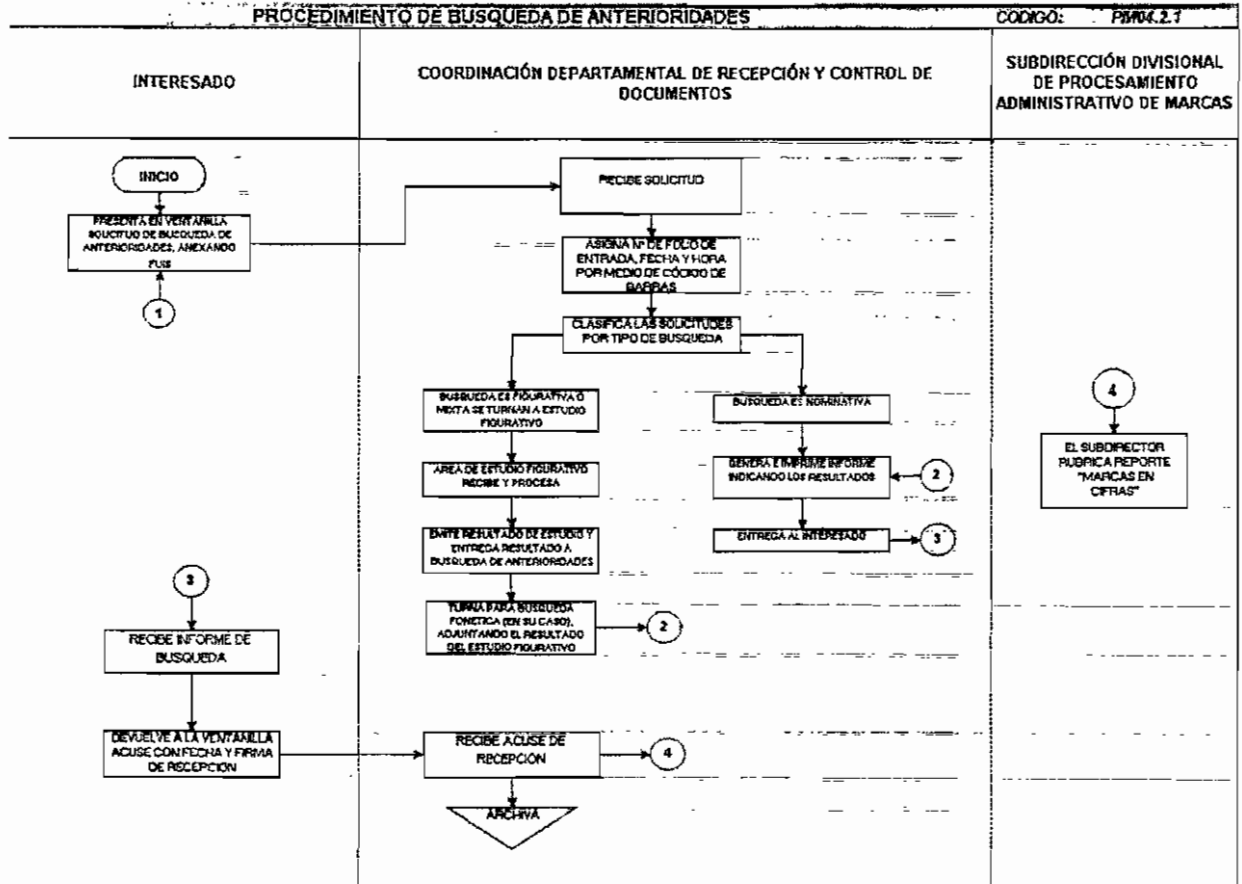 PROCEDIMIENTO DE BUSQUEDA DE ANTERIORIDADES
CODIGO: PM04.2.1
INTERESADO
COORDINACIÓN DEPARTAMENTAL DE RECEPCIÓN Y CONTROL DE
DOCUMENTOS
SUBDIRECCIÓN DIVISIONAL
DE PROCESAMIENTO
ADMINISTRATIVO DE MARCAS
INICIO
PRESENTA EN VENTANILLA
SOLICITUD DE BUSQUEDA DE
ANTERIORIDADES, ANEXANDO
1
RECIBE SOLICITUD
ASIGNA Nº DE FOLIO DE
ENTRADA, FECHA Y HORA
POR MEDIO DE CÓDIGO DE
BARRAS
CLASIFICA LAS SOLICITUDES
POR TIPO DE BUSQUEDA
BUSQUEDA ES FIGURATIVA O
MIXTA SE TURNAN A ESTUDIO
FIGURATIVO
AREA DE ESTUDIO FIGURATIVO
RECIBE Y PROCESA
EMITE RESULTADO DE ESTUDIO Y
ENTREGA RESULTADO A
BUSQUEDA DE ANTERIORIDADES
TURNA PARA BUSQUEDA
FONETICA (EN SU CASO),
ADJUNTANDO EL RESULTADO
DEL ESTUDIO FIGURATIVO
2
BUSQUEDA ES NOMINATIVA
GENERA E IMPRIME INFORME
INDICANDO LOS RESULTADOS
2
ENTREGA AL INTERESADO
3
4
EL SUBDIRECTOR
RUBRICA REPORTE
"MARCAS EN
CIFRAS"
3
RECIBE INFORME DE
BUSQUEDA
DEVUELVE A LA VENTANILLA
ACUSE CON FECHA Y FIRMA
DE RECEPCIÓN
RECIBE ACUSE DE
RECEPCIÓN
4
ARCHIVA